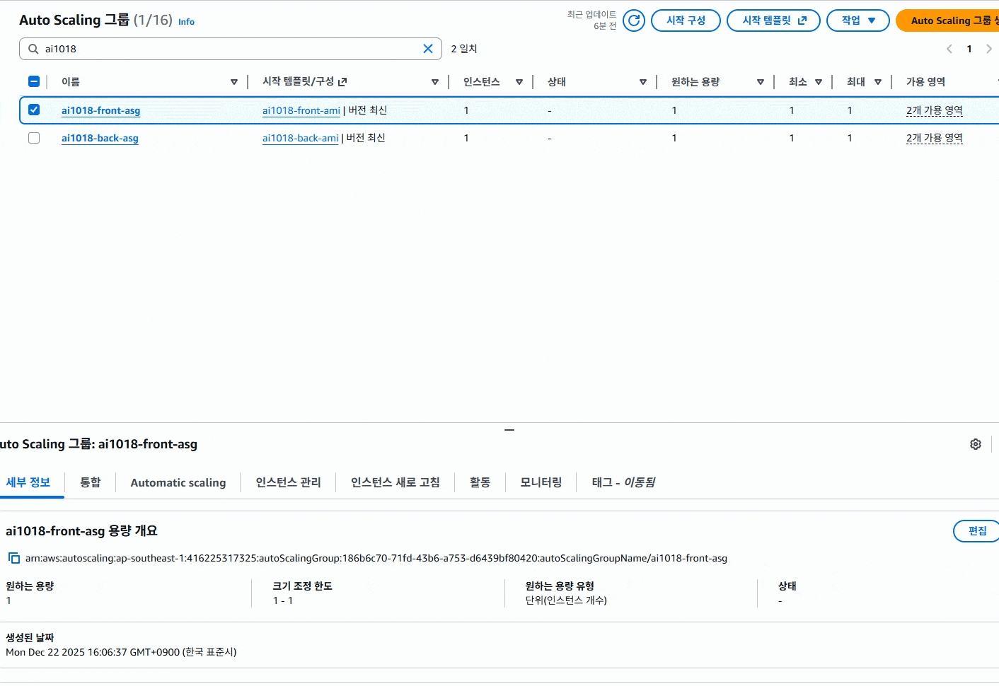 Auto Scaling 그룹 (1/16) Info
최근 업데이트
6분 전
시작 구성
시작 템플릿
작업
Auto Scaling 그룹
ai1018
2 일치
1
이름 시작 템플릿/구성 인스턴스 상태 원하는 용량 최소 최대 가용 영역
ai1018-front-asg ai1018-front-ami | 버전 최신 1 - 1 1 1 2개 가용 영역
ai1018-back-asg ai1018-back-ami | 버전 최신 1 - 1 1 1 2개 가용 영역
uto Scaling 그룹: ai1018-front-asg
세부 정보 통합 Automatic scaling 인스턴스 관리 인스턴스 새로 고침 활동 모니터링 태그 - 이동됨
ai1018-front-asg 용량 개요
편집
arn:aws:autoscaling:ap-southeast-1:416225317325:autoScalingGroup:186b6c70-71fd-43b6-a753-d6439bf80420:autoScalingGroupName/ai1018-front-asg
원하는 용량 크기 조정 한도 원하는 용량 유형 상태
1 1 - 1 단위(인스턴스 개수) -
생성된 날짜
Mon Dec 22 2025 16:06:37 GMT+0900 (한국 표준시)